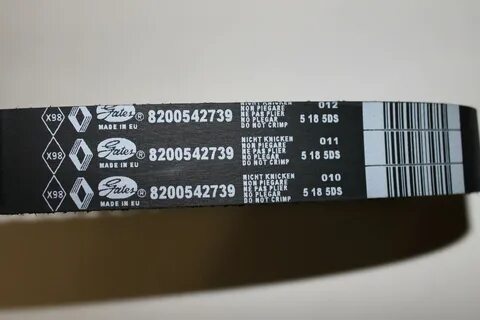 X98 Gates® 8200542739 NICHT KNICKEN 012
MADE IN EU NON PIEGARE
NE PAS PLIER
NO PLEGAR 5 18 5DS
DO NOT CRIMP
X98 Gates® 8200542739 NICHT KNICKEN 011
MADE IN EU NON PIEGARE
NE PAS PLIER
NO PLEGAR 5 18 5DS
DO NOT CRIMP
X98 Gates® 8200542739 NICHT KNICKEN 010
MADE IN EU NON PIEGARE
NE PAS PLIER
NO PLEGAR 5 18 5DS
DO NOT CRIMP